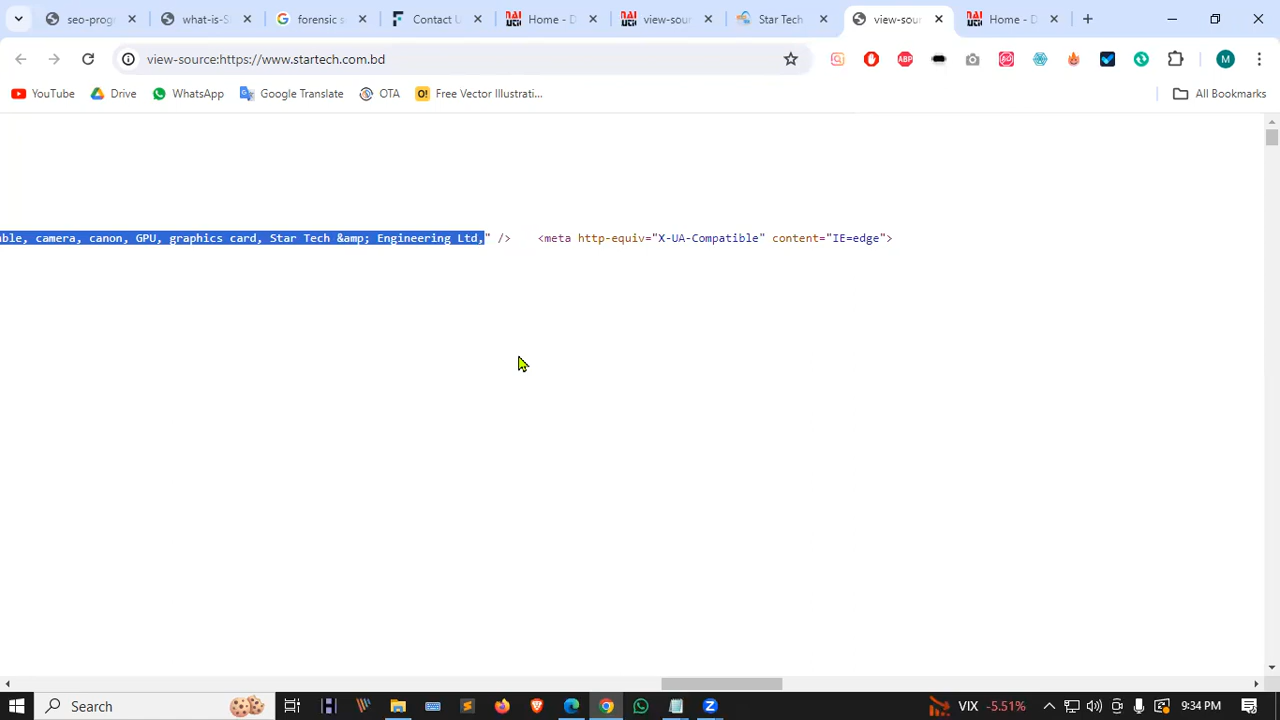 seo-progr
what-is-S
forensic s
Contact U
Home - D
view-sour
Star Tech
view-sour
Home - D
view-source:https://www.startech.com.bd
ABP
M
YouTube
Drive
WhatsApp
Google Translate
OTA
Free Vector Illustrati...
All Bookmarks
ble, camera, canon, GPU, graphics card, Star Tech &amp; Engineering Ltd," /> <meta http-equiv="X-UA-Compatible" content="IE=edge">
Search
VIX -5.51%
9:34 PM